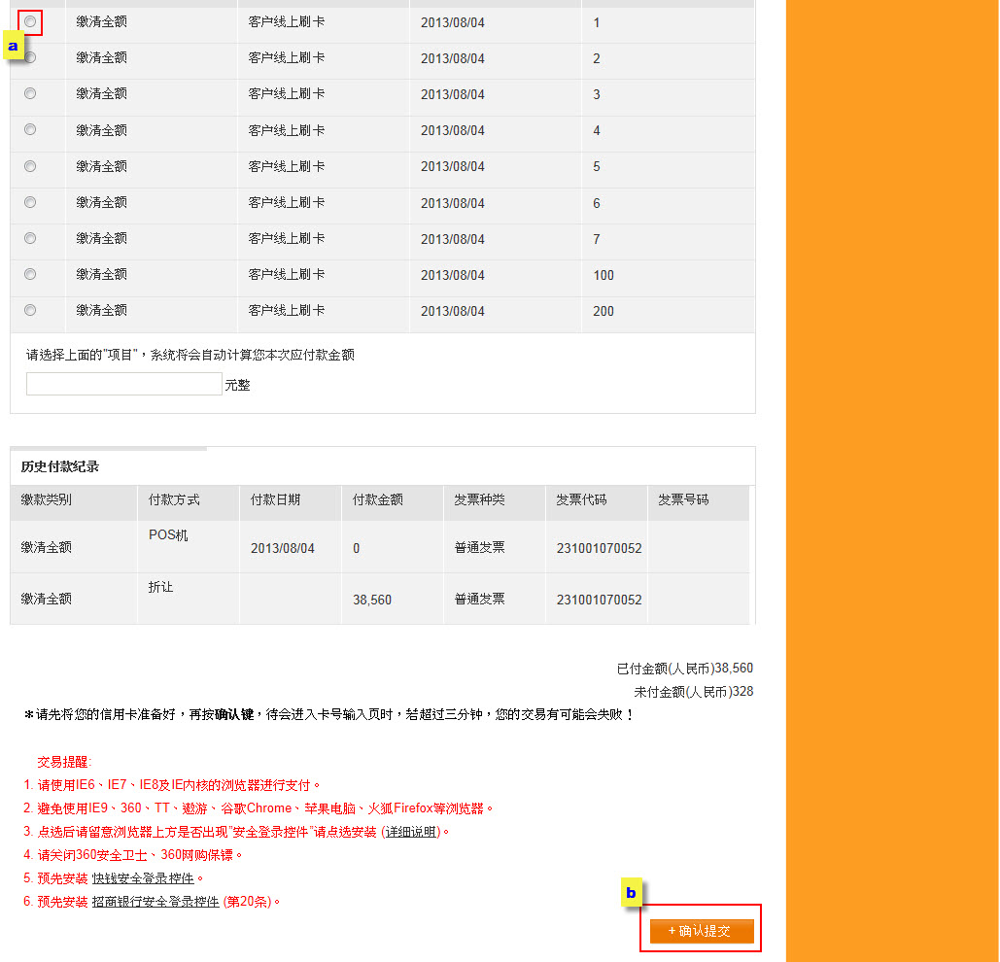 缴清全额 客户线上刷卡 2013/08/04 1
a
缴清全额 客户线上刷卡 2013/08/04 2
缴清全额 客户线上刷卡 2013/08/04 3
缴清全额 客户线上刷卡 2013/08/04 4
缴清全额 客户线上刷卡 2013/08/04 5
缴清全额 客户线上刷卡 2013/08/04 6
缴清全额 客户线上刷卡 2013/08/04 7
缴清全额 客户线上刷卡 2013/08/04 100
缴清全额 客户线上刷卡 2013/08/04 200
请选择上面的"项目"，系统将会自动计算您本次应付款金额
元整
历史付款纪录
缴款类别 付款方式 付款日期 付款金额 发票种类 发票代码 发票号码
缴清全额 POS机 2013/08/04 0 普通发票 231001070052
缴清全额 折让 38,560 普通发票 231001070052
已付金额(人民币)38,560
未付金额(人民币)328
＊请先将您的信用卡准备好，再按确认键，待会进入卡号输入页时，若超过三分钟，您的交易有可能会失败！
交易提醒:
1. 请使用IE6、IE7、IE8及IE内核的浏览器进行支付。
2. 避免使用IE9、360、TT、遨游、谷歌Chrome、苹果电脑、火狐Firefox等浏览器。
3. 点选后请留意浏览器上方是否出现"安全登录控件"请点选安装 (详细说明)。
4. 请关闭360安全卫士、360网购保镖。
5. 预先安装 快钱安全登录控件。
6. 预先安装 招商银行安全登录控件 (第20条)。
b
+ 确认提交